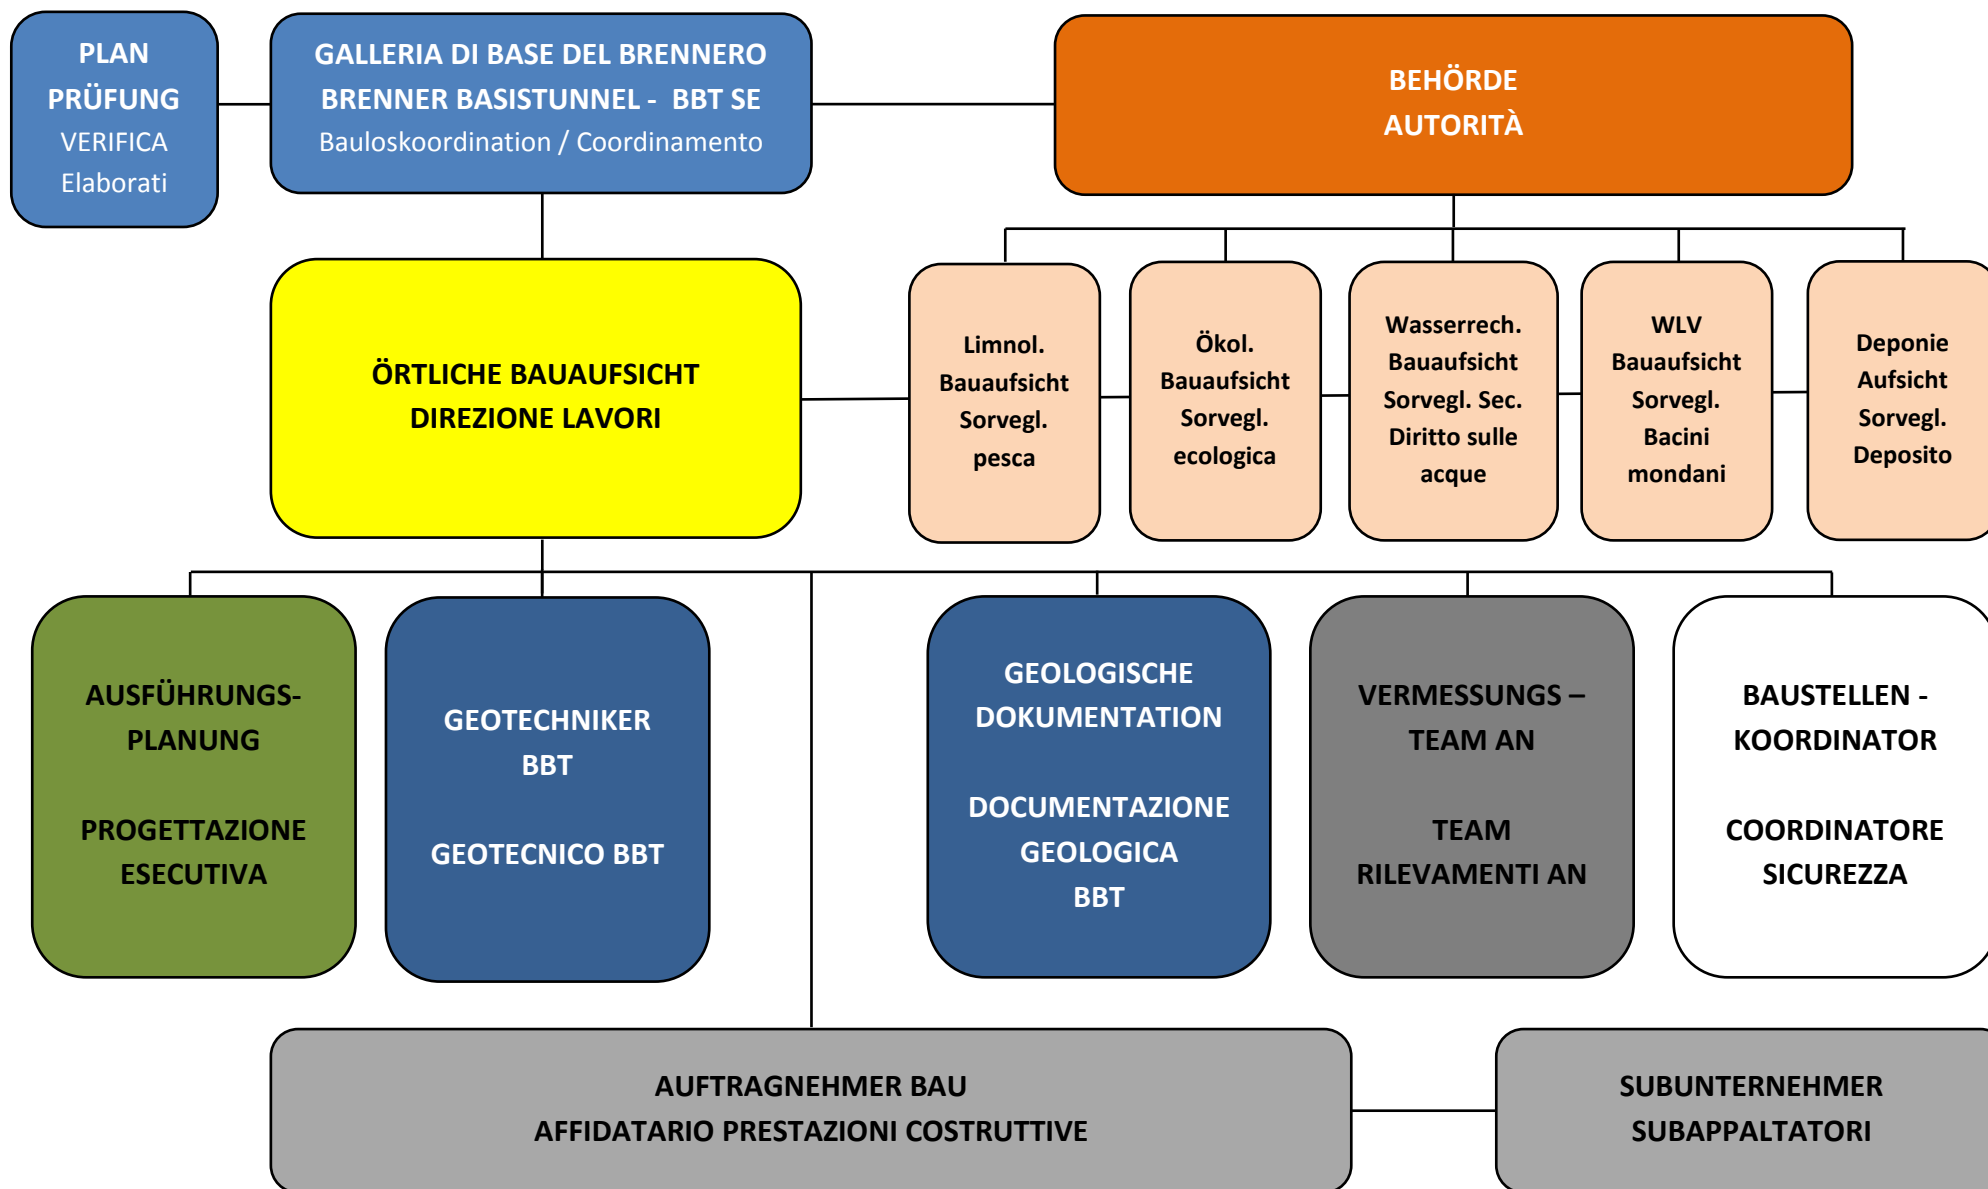 PLAN
PRÜFUNG
VERIFICA
Elaborati
GALLERIA DI BASE DEL BRENNERO
BRENNER BASISTUNNEL - BBT SE
Bauloskoordination / Coordinamento
BEHÖRDE
AUTORITÀ
ÖRTLICHE BAUAUFSICHT
DIREZIONE LAVORI
Limnol.
Bauaufsicht
Sorvegl.
pesca
Ökol.
Bauaufsicht
Sorvegl.
ecologica
Wasserrech.
Bauaufsicht
Sorvegl. Sec.
Diritto sulle
acque
WLV
Bauaufsicht
Sorvegl.
Bacini
mondani
Deponie
Aufsicht
Sorvegl.
Deposito
AUSFÜHRUNGS-
PLANUNG
PROGETTAZIONE
ESECUTIVA
GEOTECHNIKER
BBT
GEOTECNICO BBT
GEOLOGISCHE
DOKUMENTATION
DOCUMENTAZIONE
GEOLOGICA
BBT
VERMESSUNGS –
TEAM AN
TEAM
RILEVAMENTI AN
BAUSTELLEN -
KOORDINATOR
COORDINATORE
SICUREZZA
AUFTRAGNEHMER BAU
AFFIDATARIO PRESTAZIONI COSTRUTTIVE
SUBUNTERNEHMER
SUBAPPALTATORI